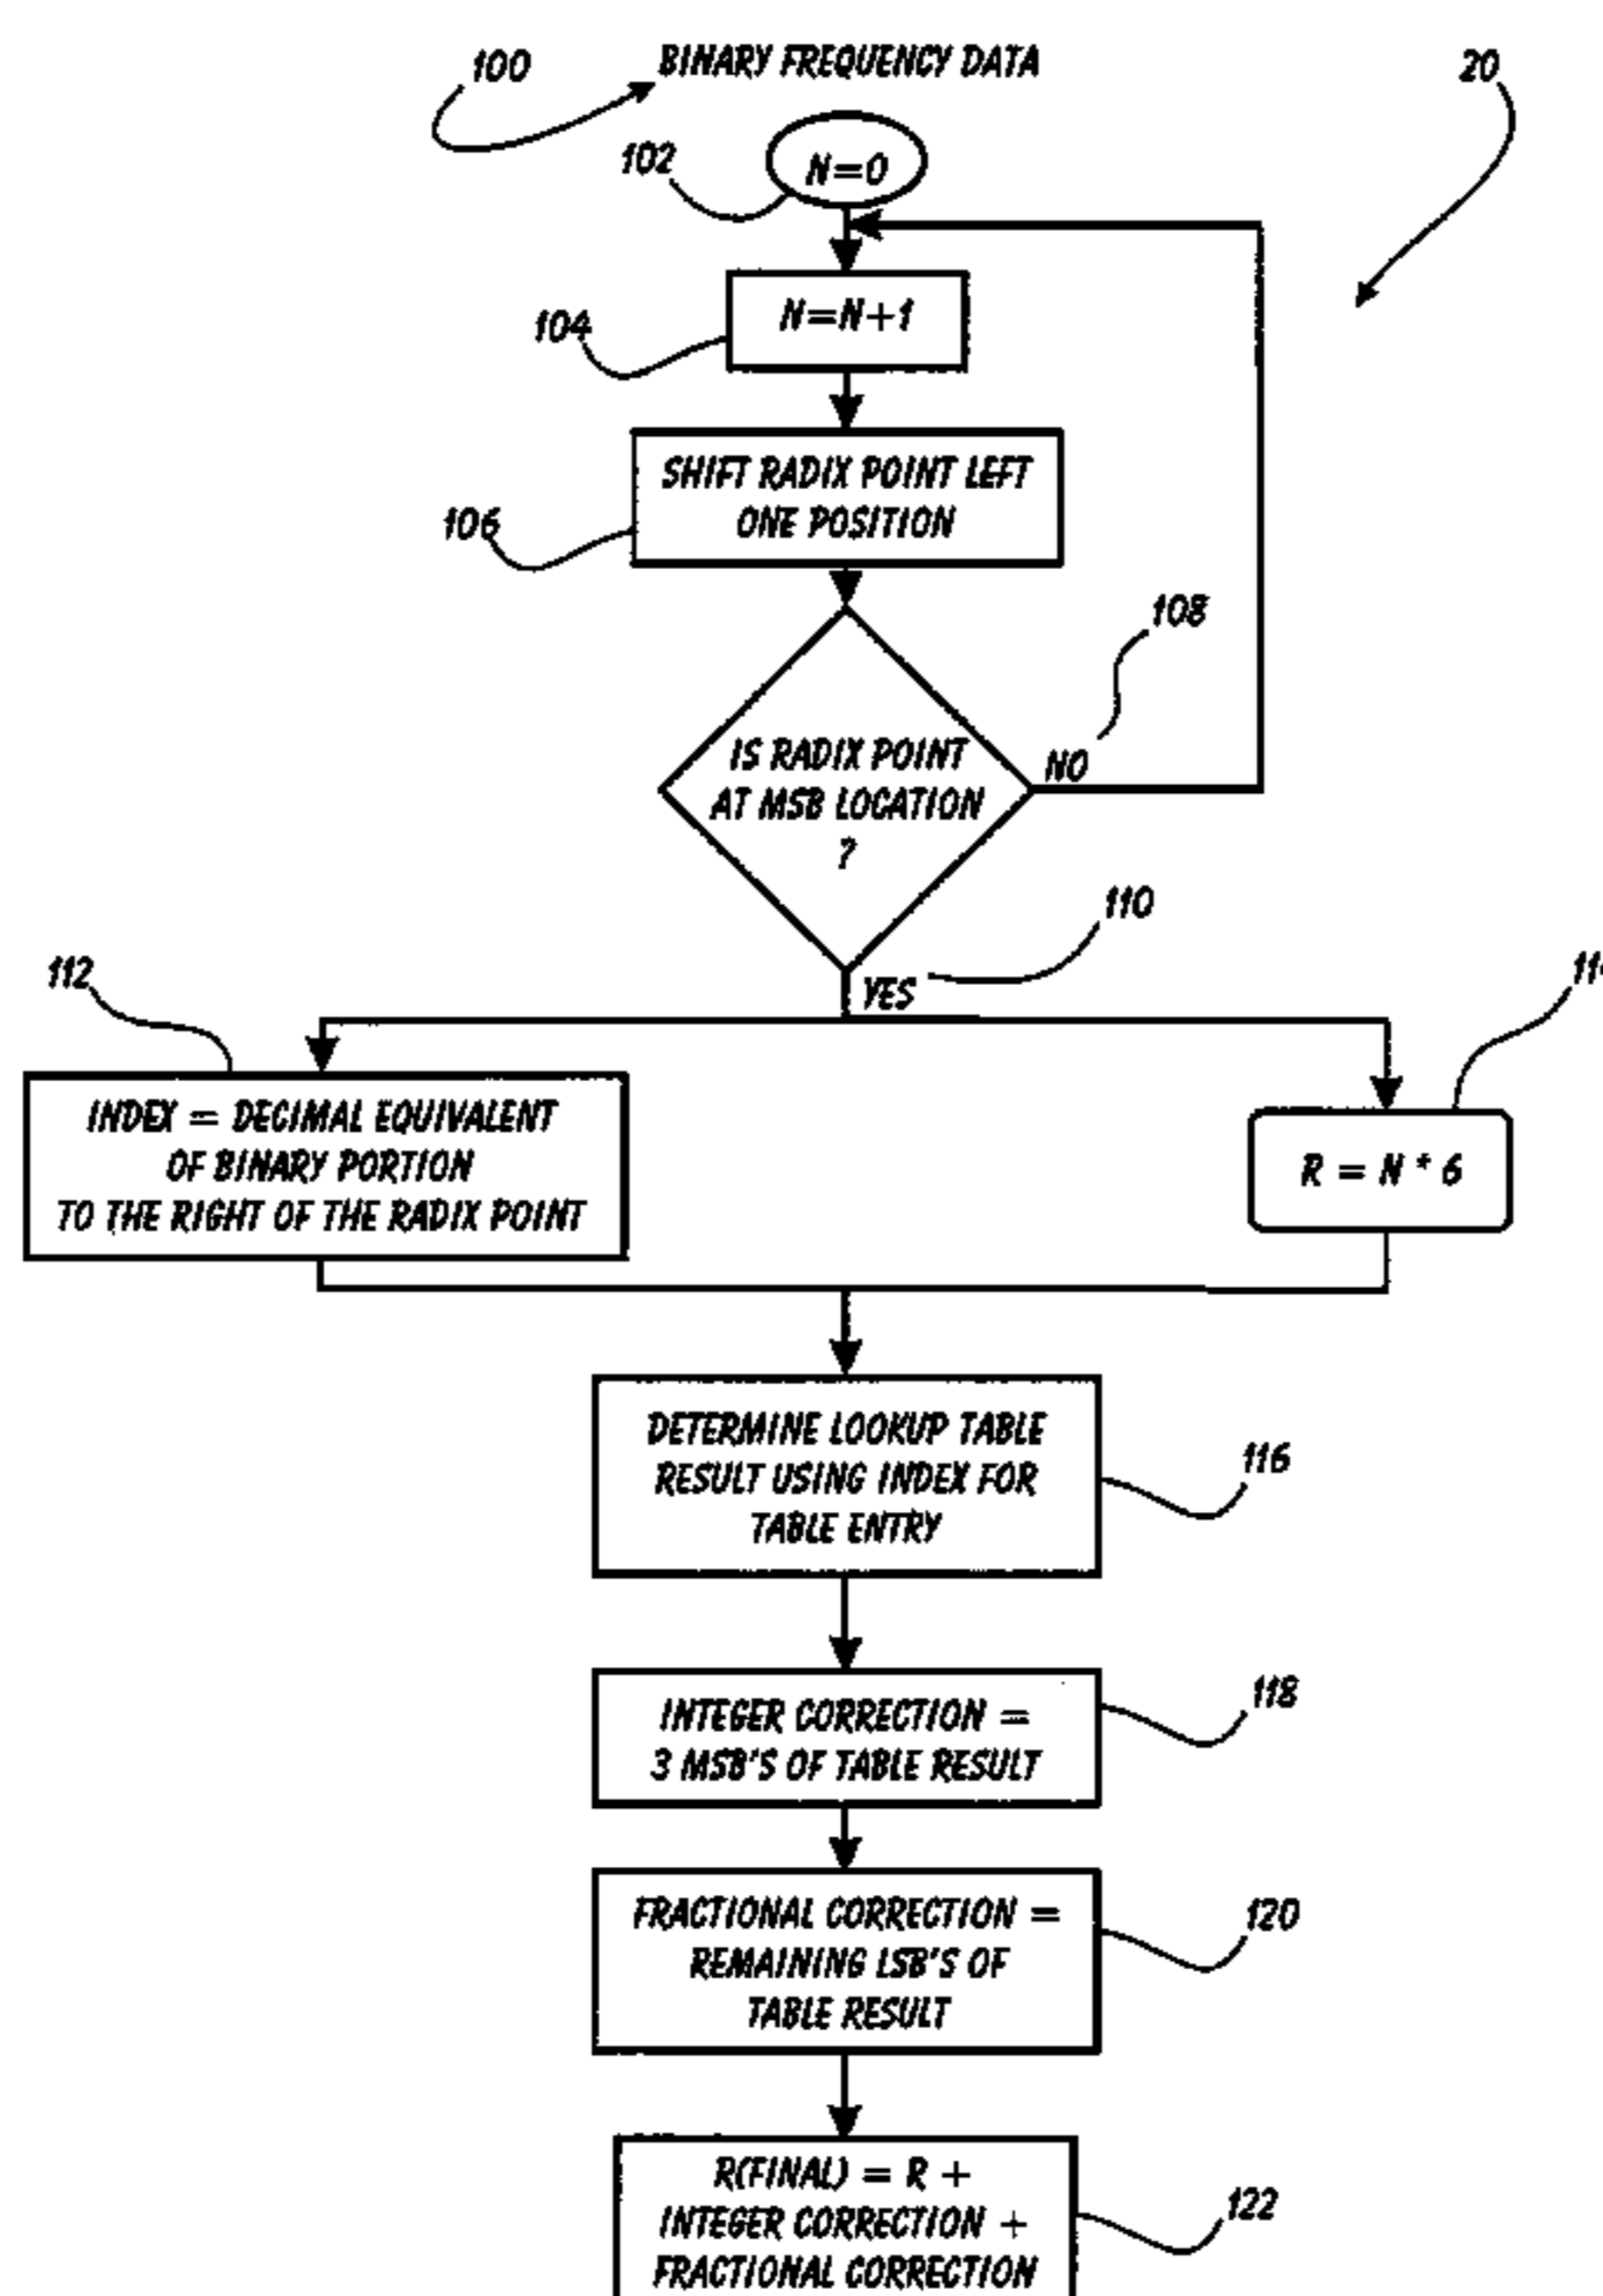 100
BINARY FREQUENCY DATA
20
102
N=0
104
N=N+1
106
SHIFT RADIX POINT LEFT
ONE POSITION
108
IS RADIX POINT
AT MSB LOCATION
?
NO
110
YES
112
INDEX = DECIMAL EQUIVALENT
OF BINARY PORTION
TO THE RIGHT OF THE RADIX POINT
R = N * 6
DETERMINE LOOKUP TABLE
RESULT USING INDEX FOR
TABLE ENTRY
116
INTEGER CORRECTION =
3 MSB'S OF TABLE RESULT
118
FRACTIONAL CORRECTION =
REMAINING LSB'S OF
TABLE RESULT
120
R(FINAL) = R +
INTEGER CORRECTION +
FRACTIONAL CORRECTION
122